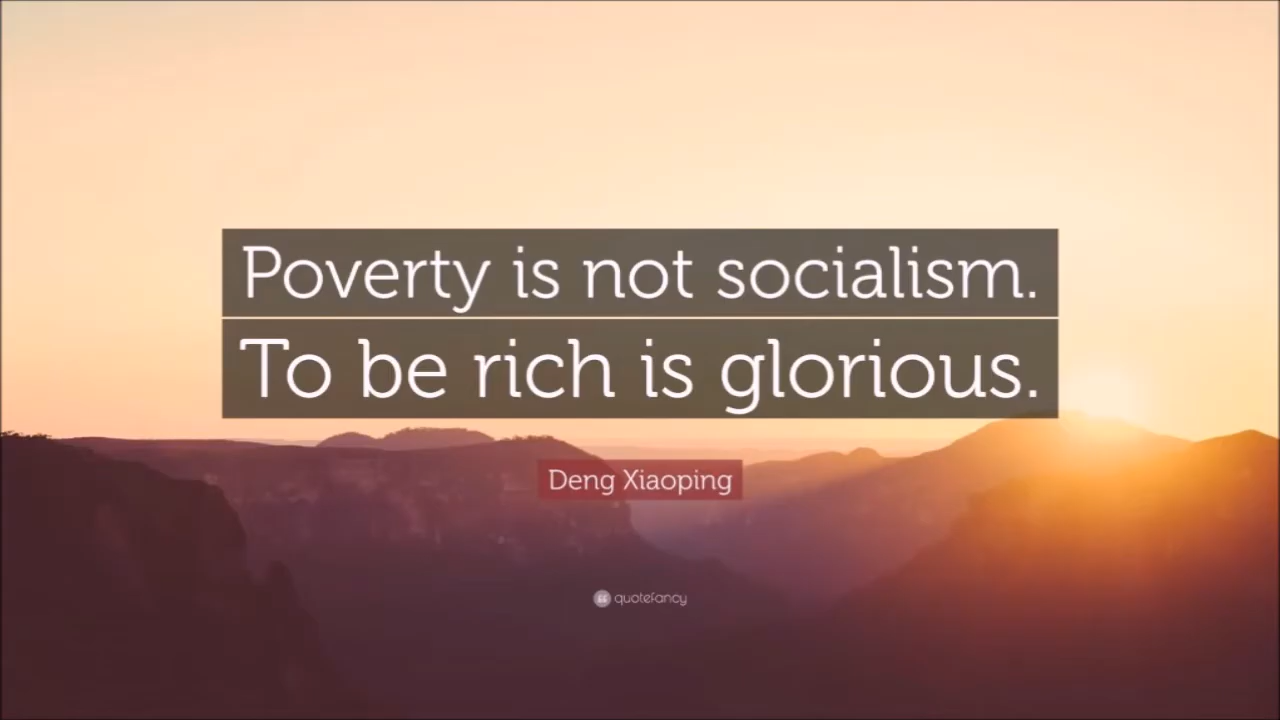 Poverty is not socialism.
To be rich is glorious.
Deng Xiaoping
quotefancy